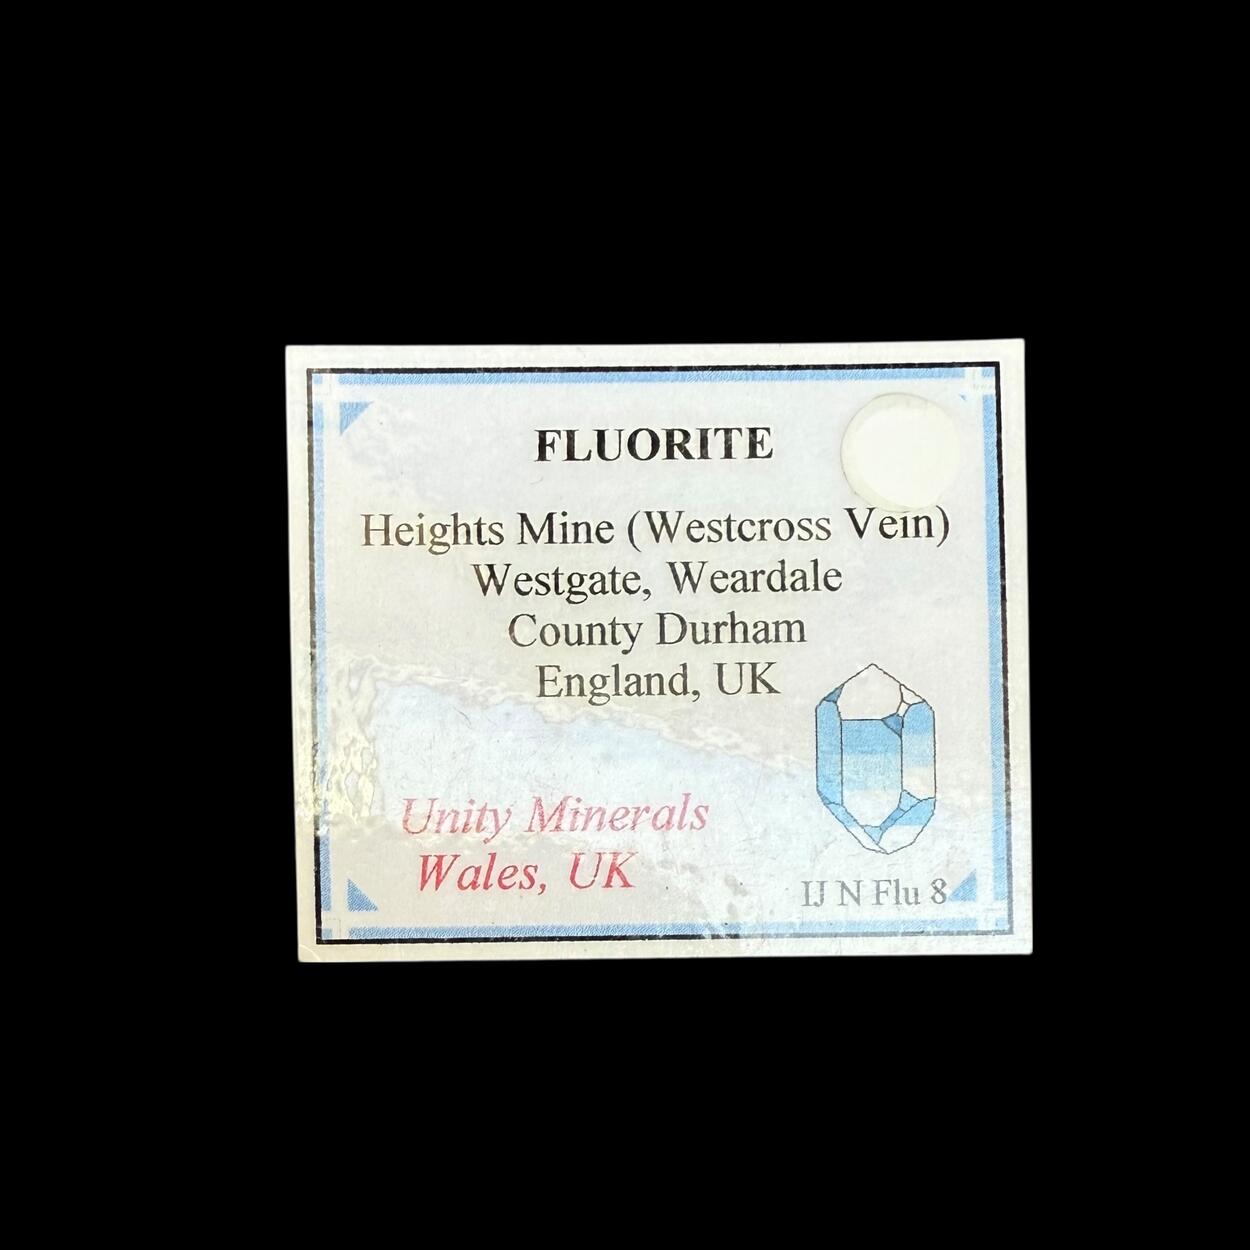 FLUORITE
Heights Mine (Westcross Vein)
Westgate, Weardale
County Durham
England, UK
Unity Minerals
Wales, UK
IJ N Flu 8